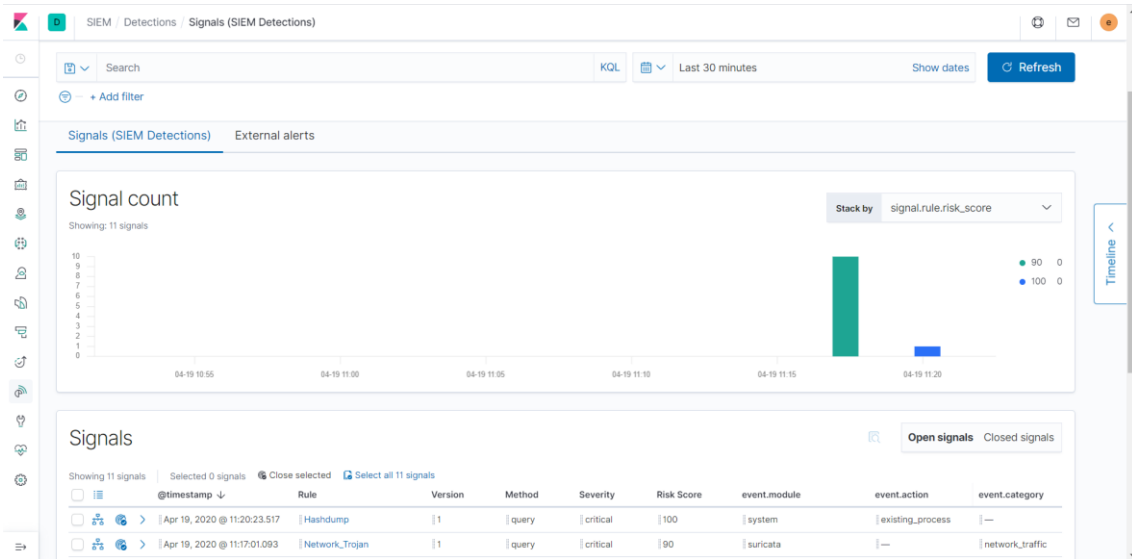 D SIEM / Detections / Signals (SIEM Detections) e
Search KQL Last 30 minutes Show dates Refresh
+ Add filter
Signals (SIEM Detections) External alerts
Signal count
Stack by signal.rule.risk_score
Showing: 11 signals
10
9
8
7
6
5
4
3
2
1
0
90 0
100 0
04-19 10:55 04-19 11:00 04-19 11:05 04-19 11:10 04-19 11:15 04-19 11:20
Timeline
Signals
Open signals Closed signals
Showing 11 signals Selected 0 signals Close selected Select all 11 signals
@timestamp Rule Version Method Severity Risk Score event.module event.action event.category
Apr 19, 2020 @ 11:20:23.517 Hashdump 1 query critical 100 system existing_process —
Apr 19, 2020 @ 11:17:01.093 Network_Trojan 1 query critical 90 suricata — network_traffic